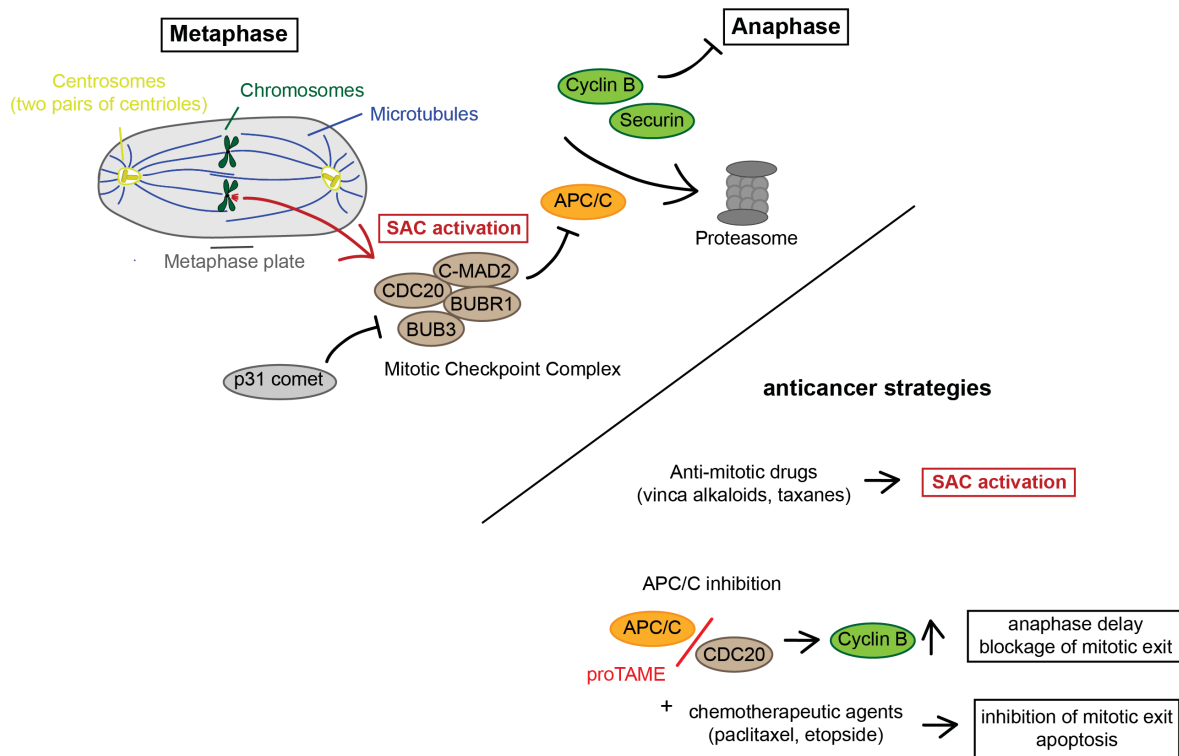 Metaphase
Anaphase
Centrosomes
(two pairs of centrioles)
Chromosomes
Microtubules
Cyclin B
Securin
APC/C
Proteasome
SAC activation
Metaphase plate
C-MAD2
CDC20
BUBR1
BUB3
Mitotic Checkpoint Complex
p31 comet
anticancer strategies
Anti-mitotic drugs
(vinca alkaloids, taxanes)
SAC activation
APC/C inhibition
APC/C
CDC20
proTAME
Cyclin B
anaphase delay
blockage of mitotic exit
+ chemotherapeutic agents
(paclitaxel, etopside)
inhibition of mitotic exit
apoptosis